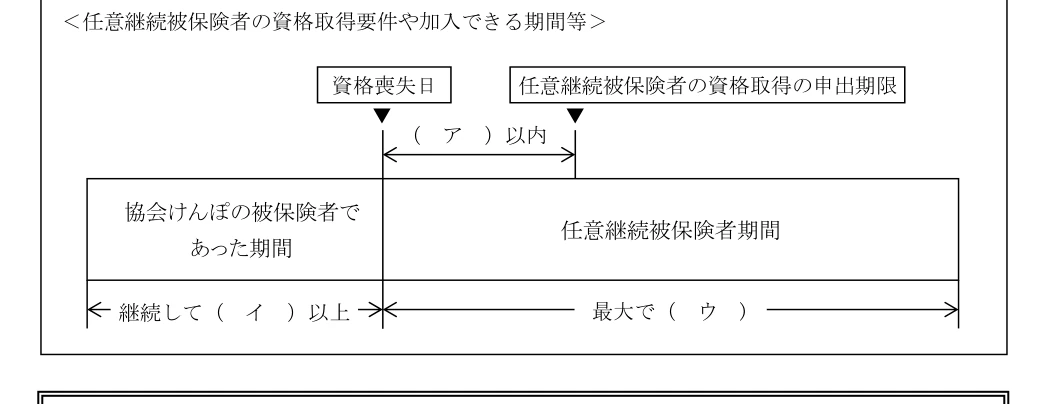 ＜任意継続被保険者の資格取得要件や加入できる期間等＞
資格喪失日
任意継続被保険者の資格取得の申出期限
（　ア　）以内
協会けんぽの被保険者で
あった期間
任意継続被保険者期間
継続して（　イ　）以上
最大で（　ウ　）